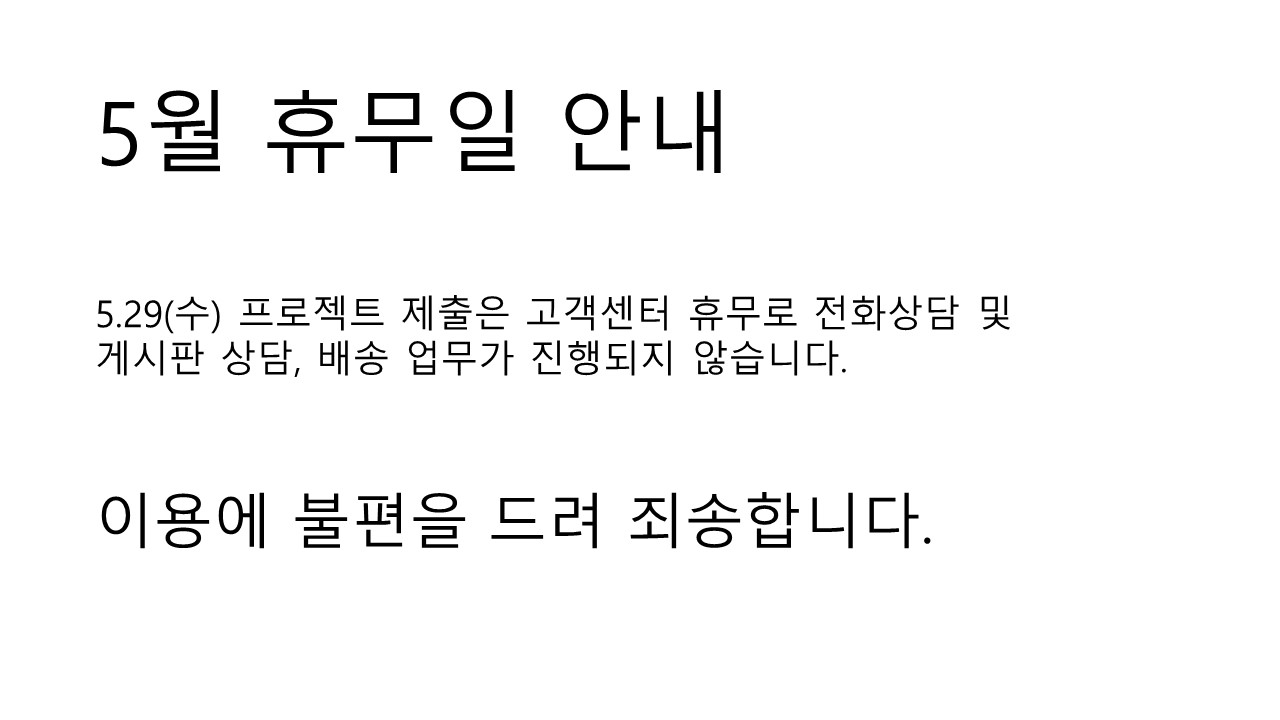 5월 휴무일 안내
5.29(수) 프로젝트 제출은 고객센터 휴무로 전화상담 및
게시판 상담, 배송 업무가 진행되지 않습니다.
이용에 불편을 드려 죄송합니다.